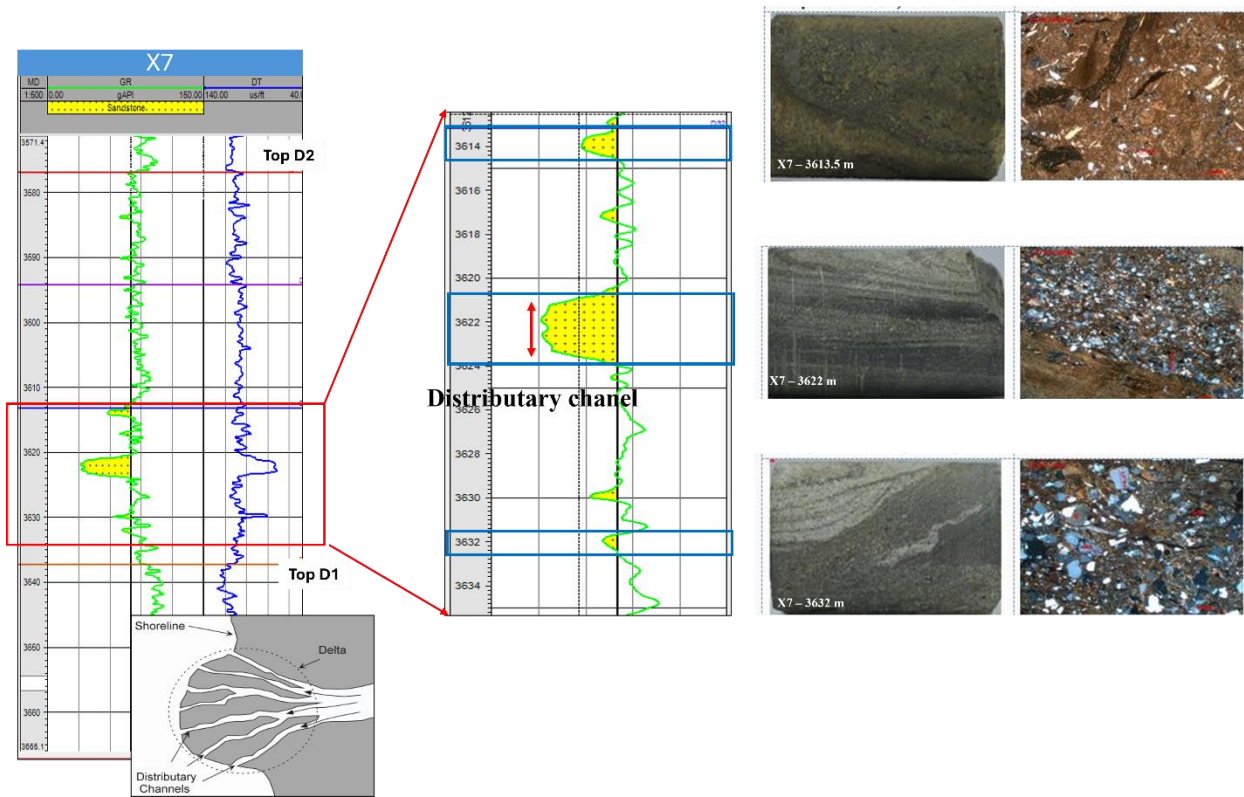 X7
MD
GR
DT
1:500
0.00
gAPI
150.00
140.00
us/ft
40.0
Sandstone
3571.4
Top D2
3580
3590
3600
3610
3620
3630
Top D1
3640
3650
3660
3666.1
Shoreline
Delta
Distributary
Channels
3612
3614
3616
3618
3620
3622
3624
Distributary chanel
3626
3628
3630
3632
3634
X7 – 3613.5 m
X7 – 3622 m
X7 – 3632 m